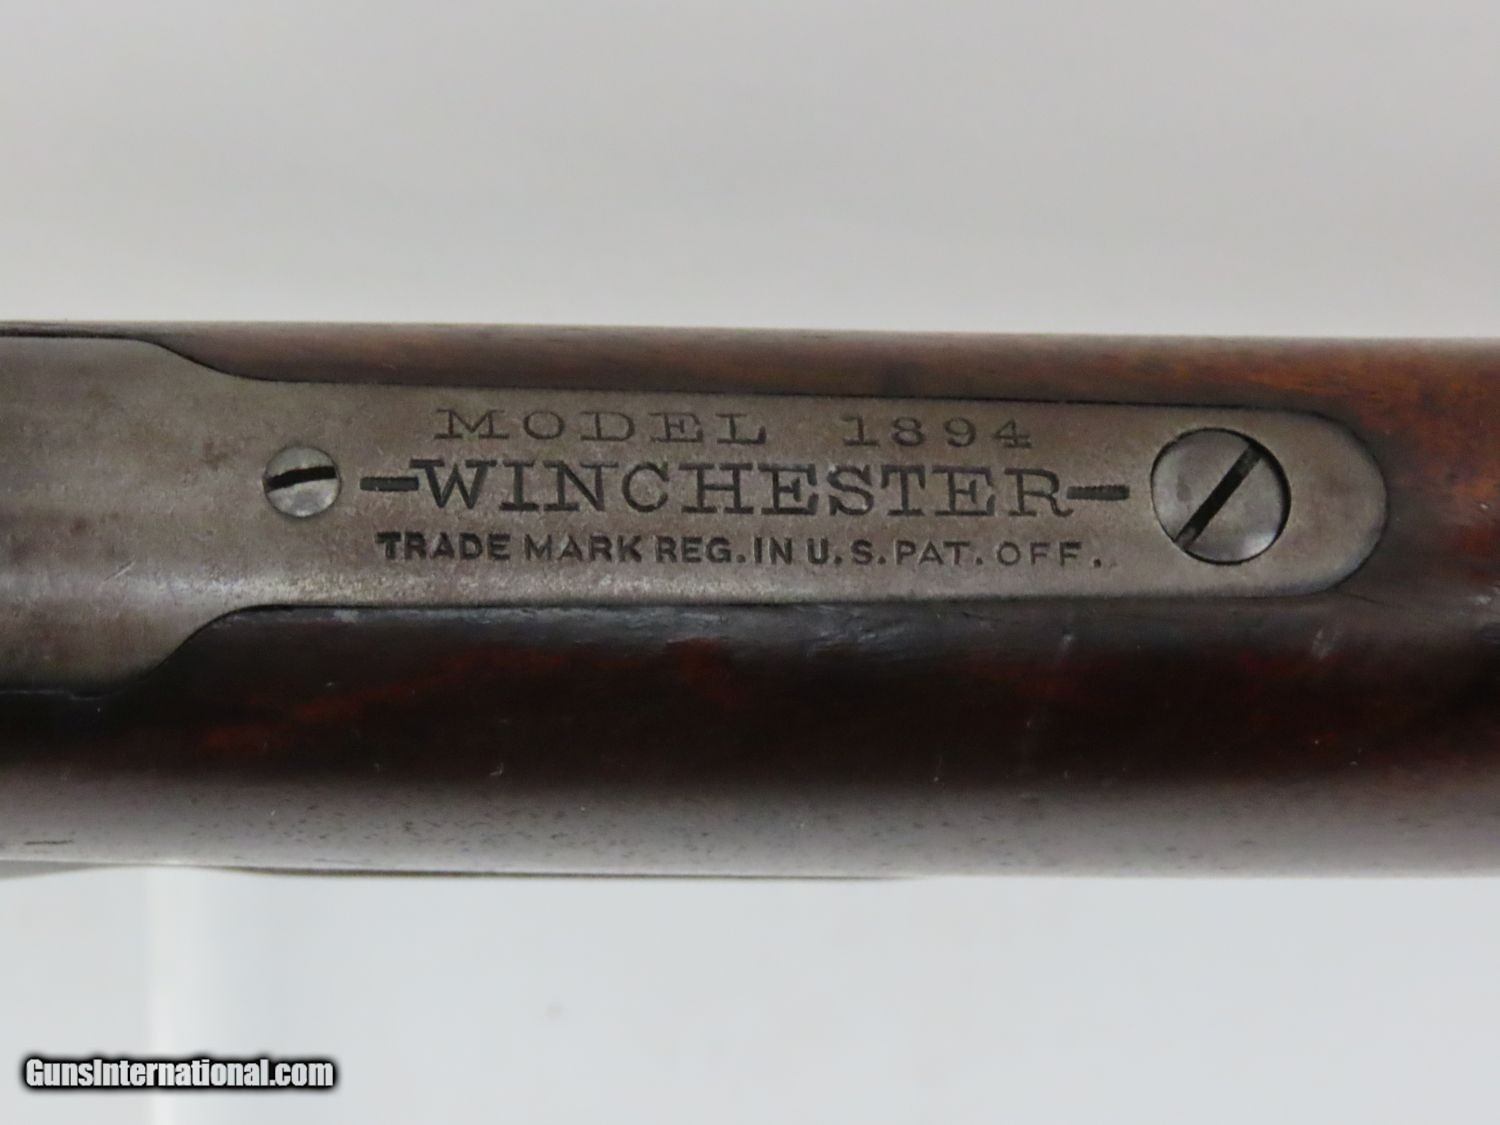 MODEL 1894
-WINCHESTER-
TRADE MARK REG. IN U.S. PAT. OFF.
GunsInternational.com